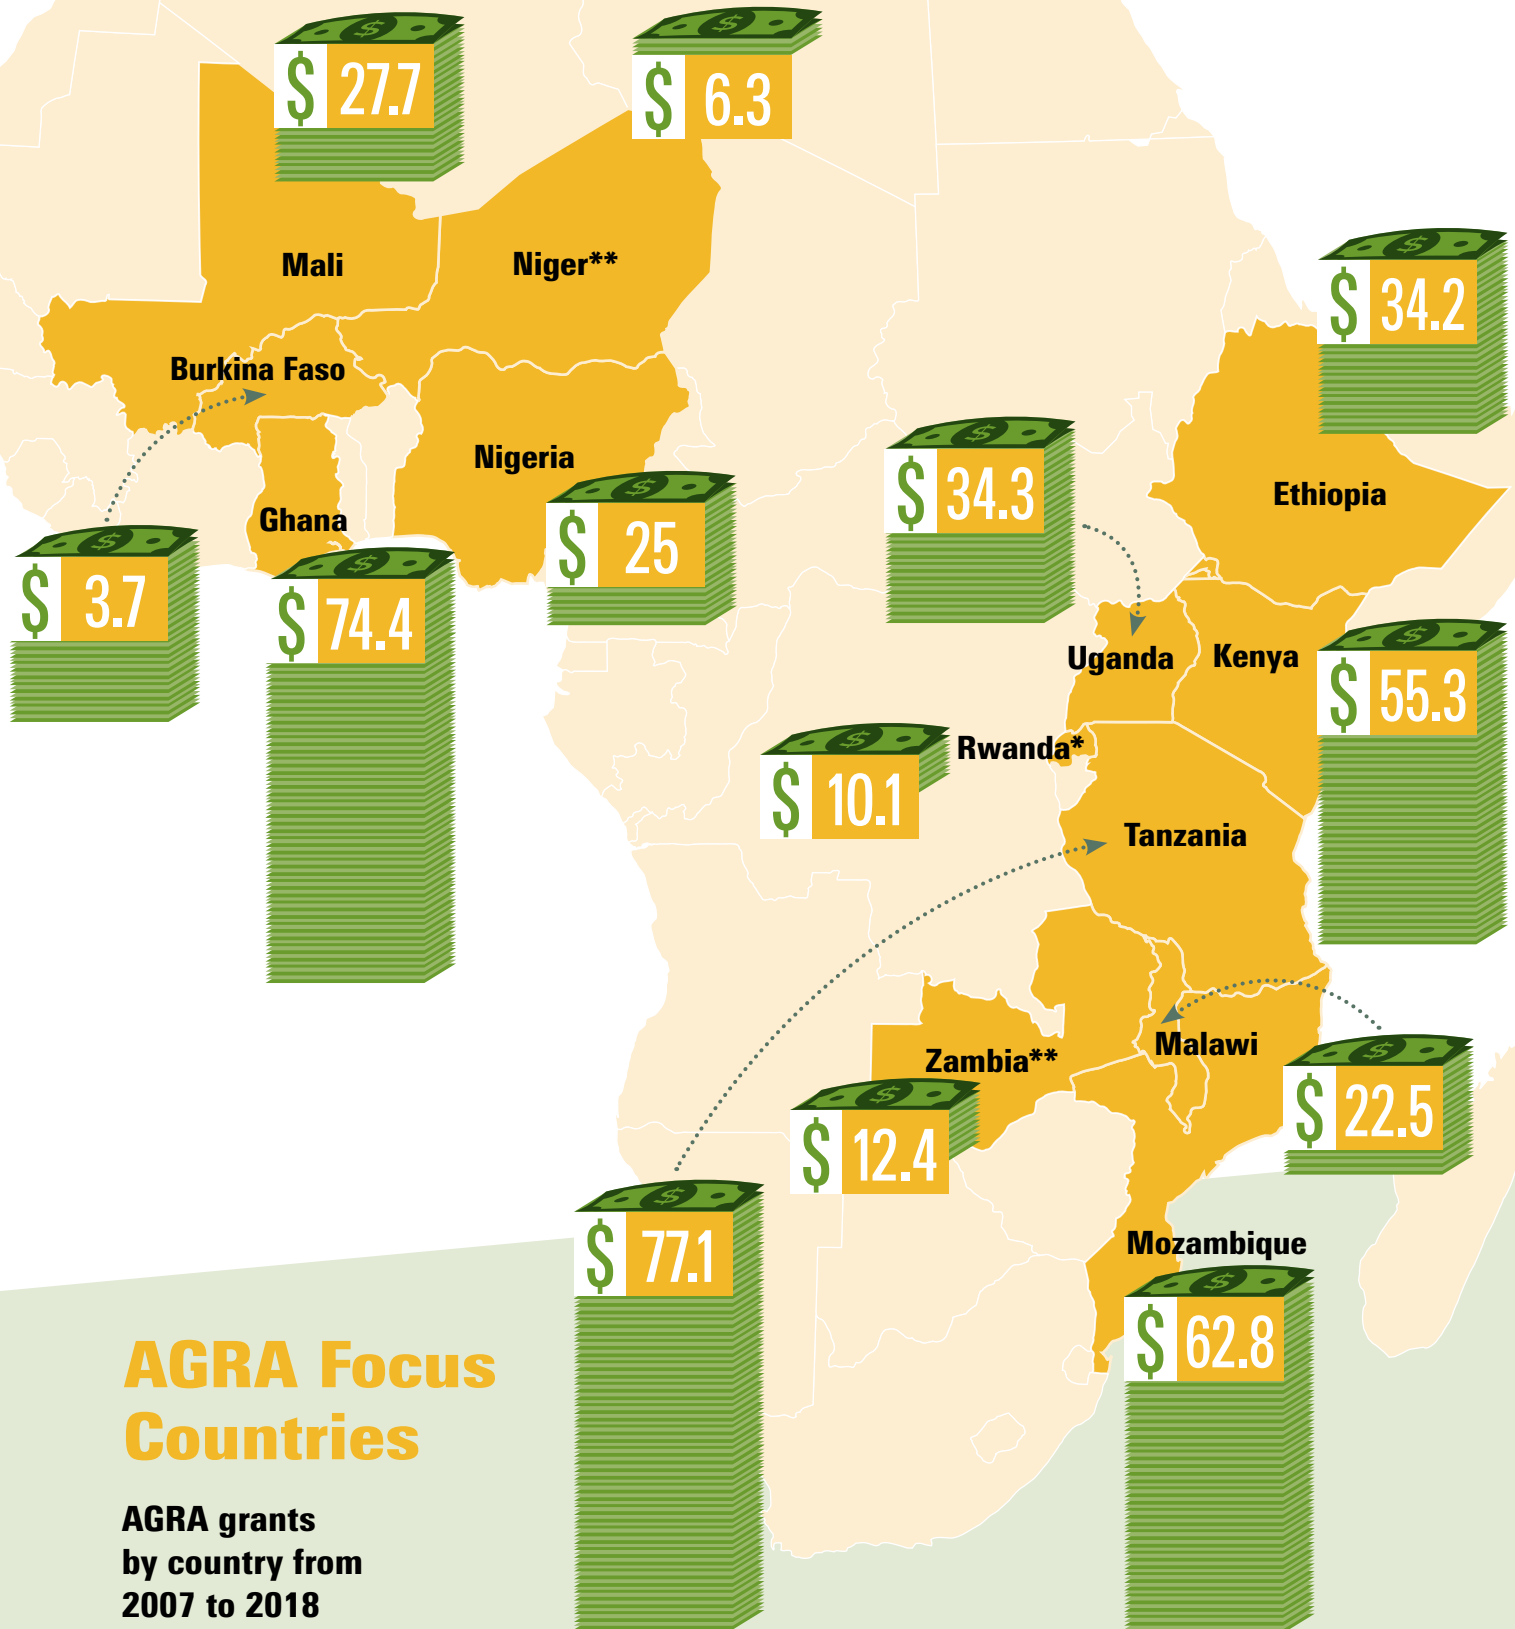 $ 27.7
$ 6.3
Mali
Niger**
$ 34.2
Burkina Faso
Nigeria
Ethiopia
$ 34.3
Ghana
$ 25
$ 3.7
$ 74.4
Uganda
Kenya
$ 55.3
Rwanda*
$ 10.1
Tanzania
Zambia**
Malawi
$ 22.5
$ 12.4
$ 77.1
Mozambique
$ 62.8
AGRA Focus
Countries
AGRA grants
by country from
2007 to 2018